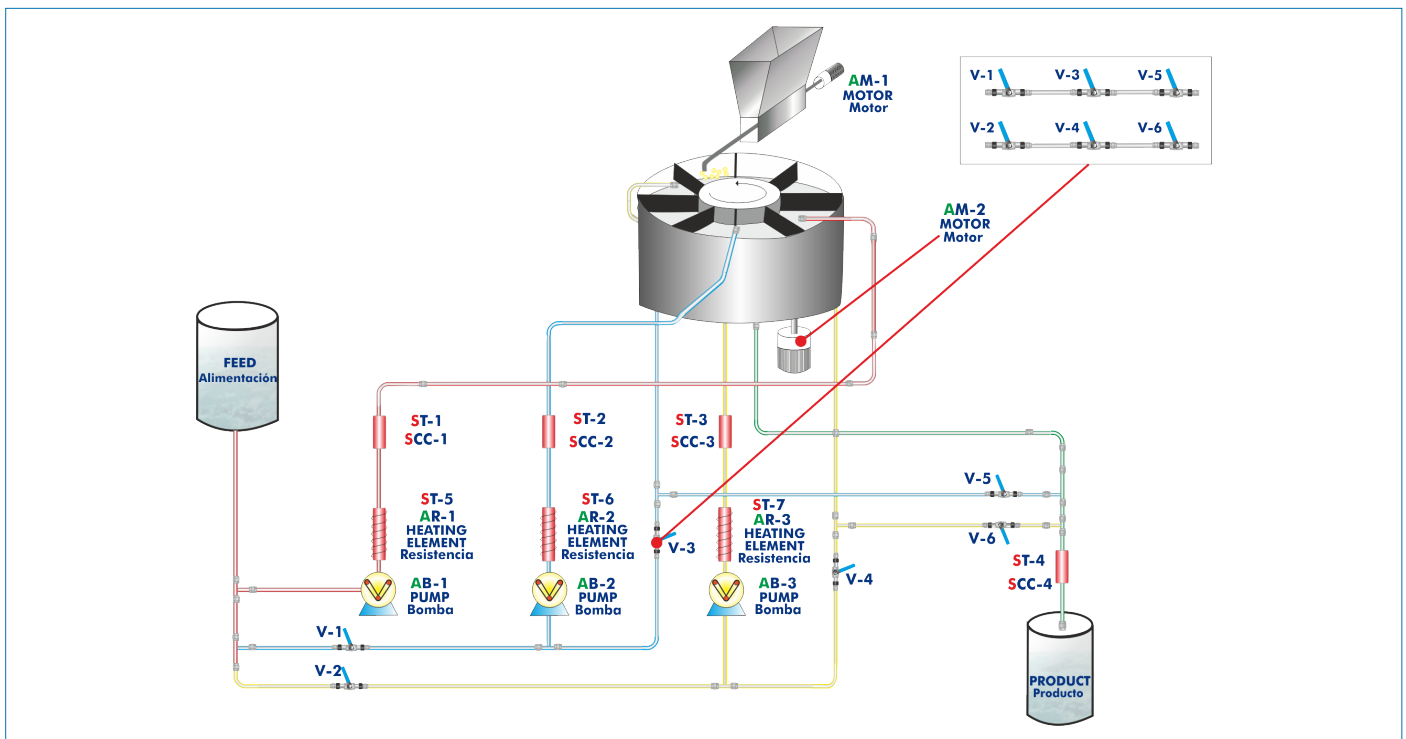 AM-1
MOTOR
Motor
V-1
V-3
V-5
V-2
V-4
V-6
AM-2
MOTOR
Motor
FEED
Alimentación
ST-1
SCC-1
ST-2
SCC-2
ST-3
SCC-3
ST-5
AR-1
HEATING
ELEMENT
Resistencia
ST-6
AR-2
HEATING
ELEMENT
Resistencia
ST-7
AR-3
HEATING
ELEMENT
Resistencia
V-5
V-6
V-3
V-4
ST-4
SCC-4
AB-1
PUMP
Bomba
AB-2
PUMP
Bomba
AB-3
PUMP
Bomba
V-1
V-2
PRODUCT
Producto